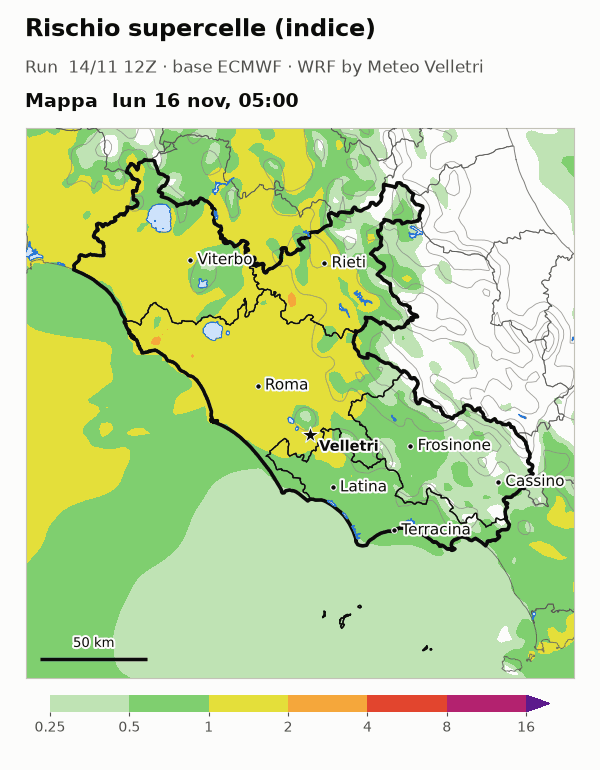 Rischio supercelle (indice)
Run  14/11 12Z · base ECMWF · WRF by Meteo Velletri
Mappa  lun 16 nov, 05:00
Viterbo
Rieti
Roma
Velletri
Frosinone
Cassino
Latina
Terracina
50 km
0.25 0.5 1 2 4 8 16